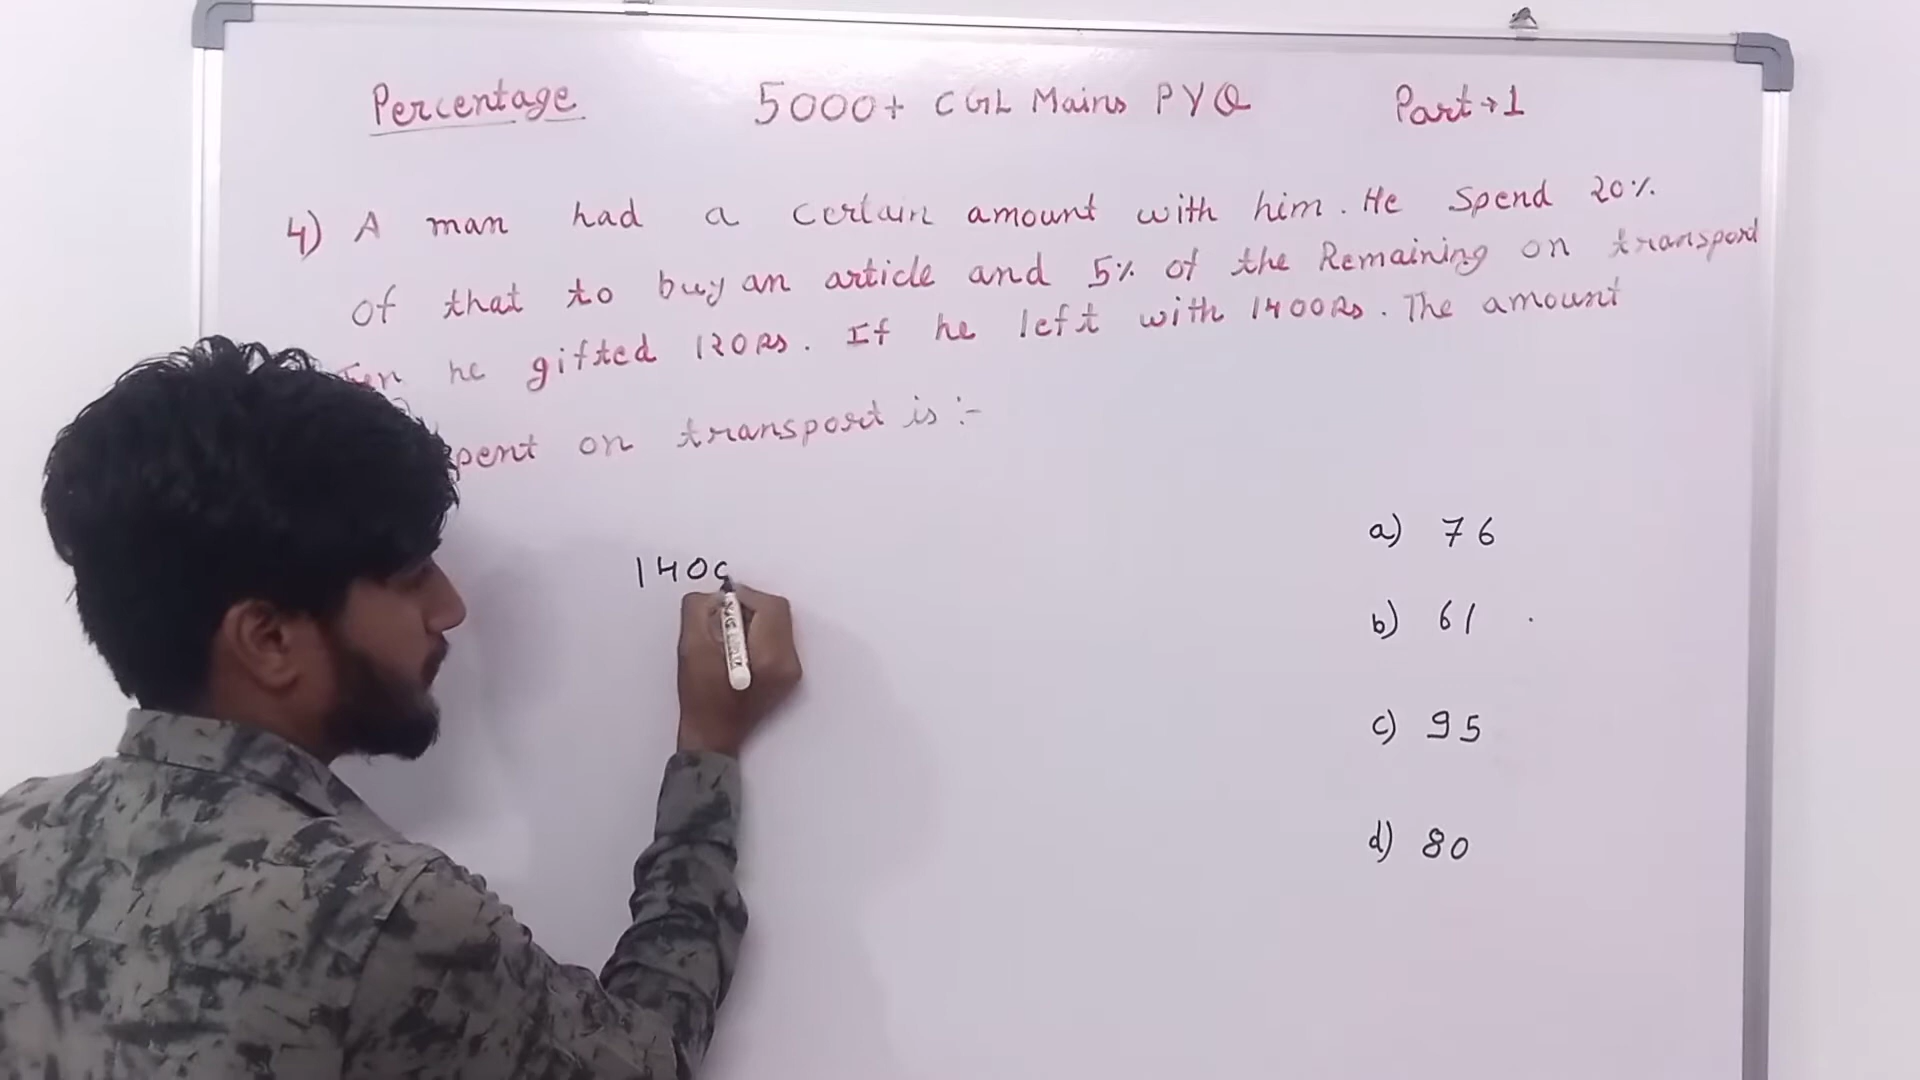 Percentage 5000+ CGL Mains PYQ Part→1
4) A man had a certain amount with him. He Spend 20%
of that to buy an article and 5% of the Remaining on transport
he gifted 120Rs. If he left with 1400Rs. The amount
pent on transport is :-
140
a) 76
b) 61
c) 95
d) 80